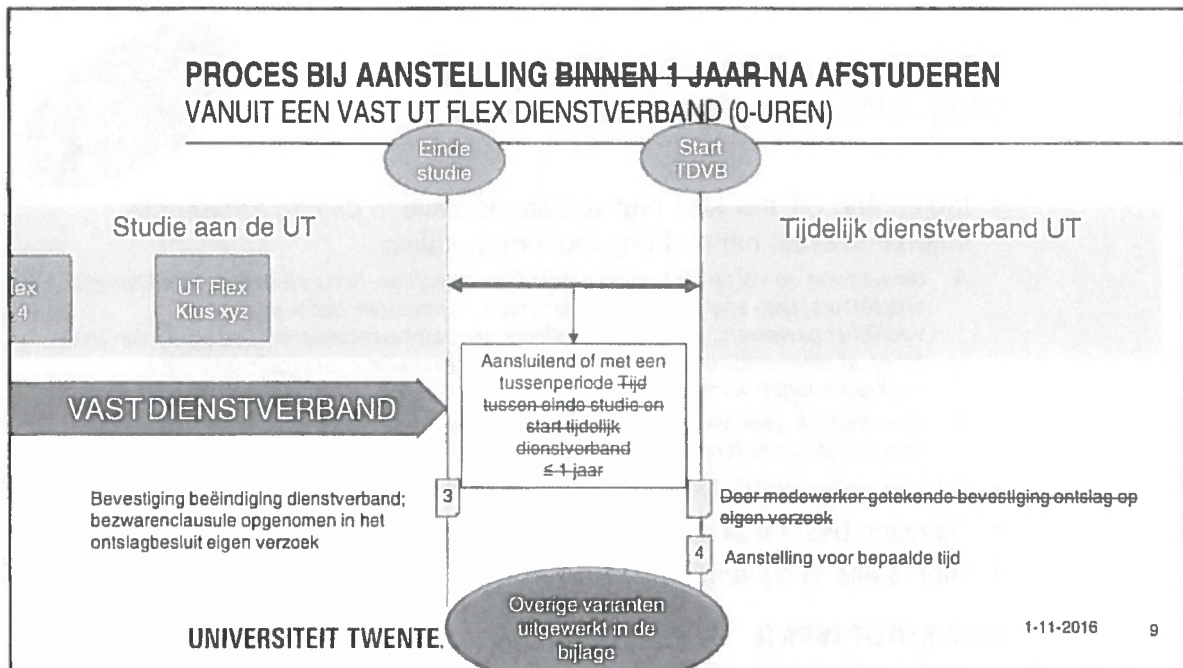 PROCES BIJ AANSTELLING BINNEN 1 JAAR NA AFSTUDEREN
VANUIT EEN VAST UT FLEX DIENSTVERBAND (0-UREN)
Einde
studie
Start
TDVB
Studie aan de UT
Tijdelijk dienstverband UT
lex
4
UT Flex
Klus xyz
Aansluitend of met een
tussenperiode Tijd
tussen einde studie en
start tijdelijk
dienstverband
≤ 1 jaar
VAST DIENSTVERBAND
3
Bevestiging beëindiging dienstverband;
bezwarenclausule opgenomen in het
ontslagbesluit eigen verzoek
Door medewerker getekende bevestiging ontslag op
eigen verzoek
4
Aanstelling voor bepaalde tijd
Overige varianten
uitgewerkt in de
bijlage
UNIVERSITEIT TWENTE.
1-11-2016
9